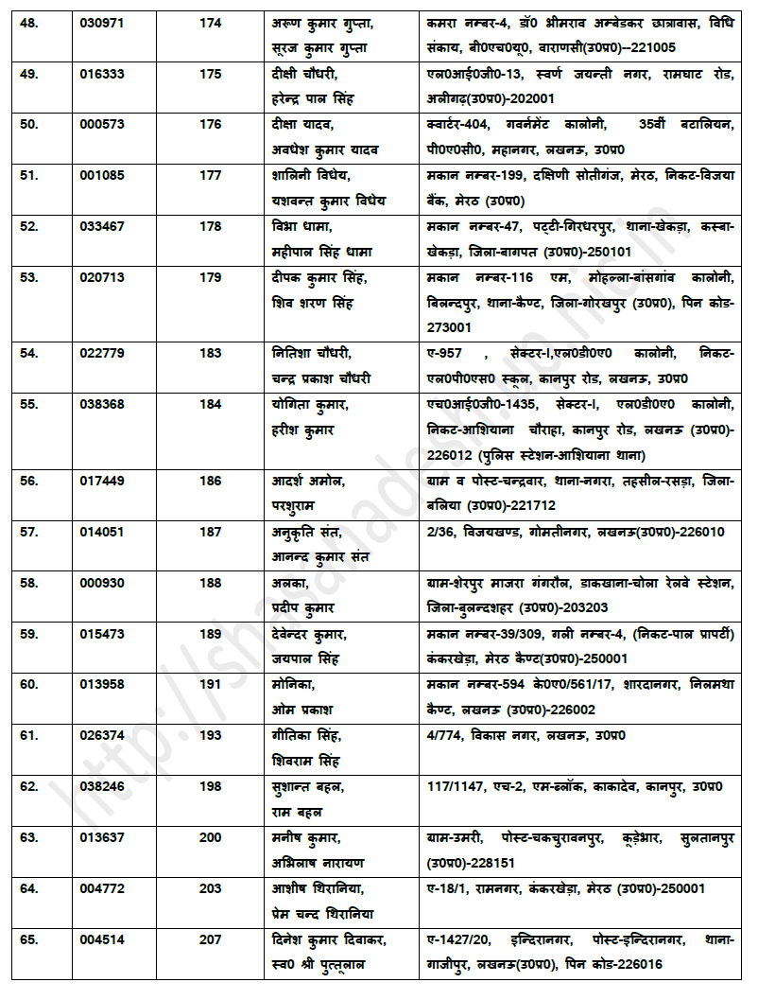 48. 030971 174 अरूण कुमार गुप्ता, कमरा नम्बर-4, डॉ0 भीमराव अम्बेडकर छात्रावास, विधि
सूरज कुमार गुप्ता संकाय, बी0एच0यू0, वाराणसी(उ0प्र0)--221005
49. 016333 175 दीक्षी चौधरी, एल0आई0जी0-13, स्वर्ण जयन्ती नगर, रामघाट रोड,
हरेन्द्र पाल सिंह अलीगढ़(उ0प्र0)-202001
50. 000573 176 दीक्षा यादव, क्वार्टर-404, गवर्नमेंट कालोनी, 35वीं बटालियन,
अवधेश कुमार यादव पी0ए0सी0, महानगर, लखनऊ, उ0प्र0
51. 001085 177 शालिनी विधेय, मकान नम्बर-199, दक्षिणी सोतीगंज, मेरठ, निकट-विजया
यशवन्त कुमार विधेय बैंक, मेरठ (उ0प्र0)
52. 033467 178 विभा धामा, मकान नम्बर-47, पट्टी-गिरधरपुर, थाना-खेकड़ा, कस्बा-
महीपाल सिंह धामा खेकड़ा, जिला-बागपत (उ0प्र0)-250101
53. 020713 179 दीपक कुमार सिंह, मकान नम्बर-116 एम, मोहल्ला-बांसगांव कालोनी,
शिव शरण सिंह बिलन्दपुर, थाना-कैण्ट, जिला-गोरखपुर (उ0प्र0), पिन कोड-
273001
54. 022779 183 नितिशा चौधरी, ए-957 , सेक्टर-I,एल0डी0ए0 कालोनी, निकट-
चन्द्र प्रकाश चौधरी एल0पी0एस0 स्कूल, कानपुर रोड, लखनऊ, उ0प्र0
55. 038368 184 योगिता कुमार, एच0आई0जी0-1435, सेक्टर-I, एल0डी0ए0 कालोनी,
हरीश कुमार निकट-आशियाना चौराहा, कानपुर रोड, लखनऊ (उ0प्र0)-
226012 (पुलिस स्टेशन-आशियाना थाना)
56. 017449 186 आदर्श अमोल, ग्राम व पोस्ट-चन्द्रवार, थाना-नगरा, तहसील-रसड़ा, जिला-
परशुराम बलिया (उ0प्र0)-221712
57. 014051 187 अनुकृति संत, 2/36, विजयखण्ड, गोमतीनगर, लखनऊ(उ0प्र0)-226010
आनन्द कुमार संत
58. 000930 188 अलका, ग्राम-शेरपुर माजरा गंगरौल, डाकखाना-चोला रेलवे स्टेशन,
प्रदीप कुमार जिला-बुलन्दशहर (उ0प्र0)-203203
59. 015473 189 देवेन्दर कुमार, मकान नम्बर-39/309, गली नम्बर-4, (निकट-पाल प्रापर्टी)
जयपाल सिंह कंकरखेड़ा, मेरठ कैण्ट(उ0प्र0)-250001
60. 013958 191 मोनिका, मकान नम्बर-594 के0ए0/561/17, शारदानगर, निलमथा
ओम प्रकाश कैण्ट, लखनऊ (उ0प्र0)-226002
61. 026374 193 गीतिका सिंह, 4/774, विकास नगर, लखनऊ, उ0प्र0
शिवराम सिंह
62. 038246 198 सुशान्त बहल, 117/1147, एच-2, एम-ब्लॉक, काकादेव, कानपुर, उ0प्र0
राम बहल
63. 013637 200 मनीष कुमार, ग्राम-उमरी, पोस्ट-चकचुरावनपुर, कूड़ेभार, सुलतानपुर
अभिलाष नारायण (उ0प्र0)-228151
64. 004772 203 आशीष थिरानिया, ए-18/1, रामनगर, कंकरखेड़ा, मेरठ (उ0प्र0)-250001
प्रेम चन्द थिरानिया
65. 004514 207 दिनेश कुमार दिवाकर, ए-1427/20, इन्दिरानगर, पोस्ट-इन्दिरानगर, थाना-
स्व0 श्री पुत्तूलाल गाजीपुर, लखनऊ(उ0प्र0), पिन कोड-226016
http://shasanadesh.up.nic.in